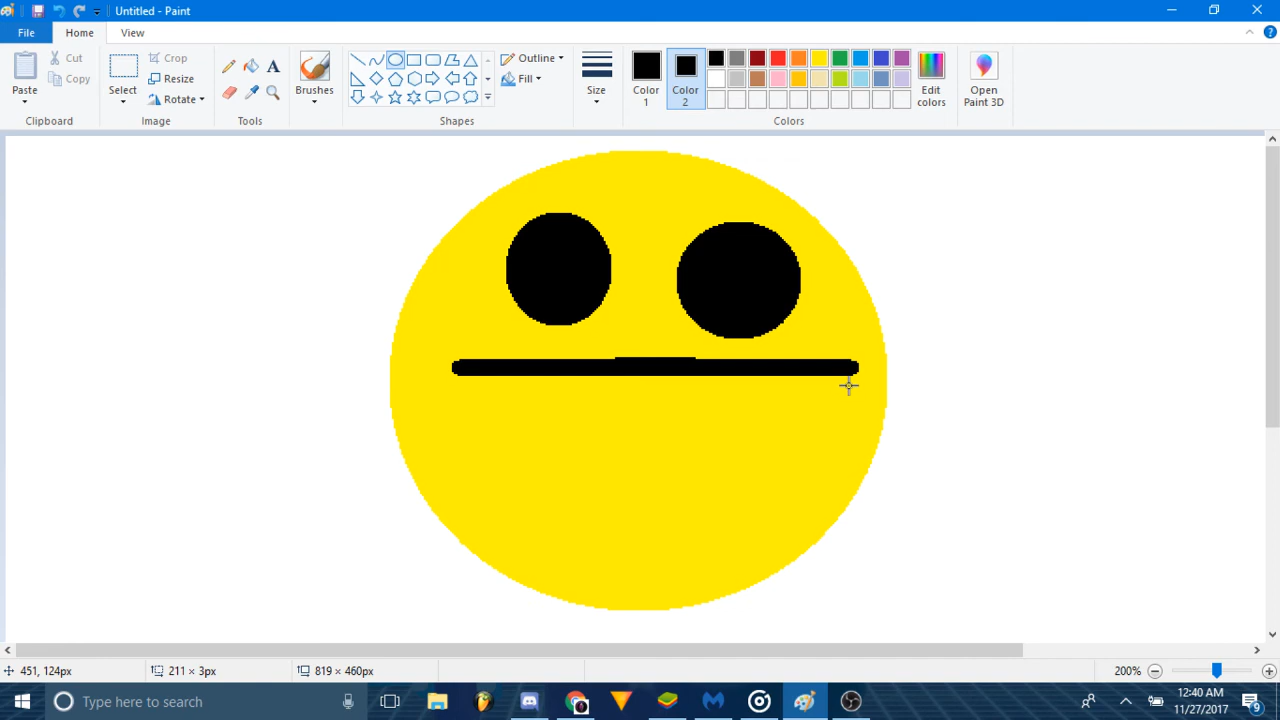 Untitled - Paint
File
Home
View
Paste
Cut
Copy
Clipboard
Select
Crop
Resize
Rotate
Image
Tools
Brushes
Outline
Fill
Shapes
Size
Color 1
Color 2
Edit colors
Colors
Open Paint 3D
451, 124px
211 × 3px
819 × 460px
200%
Type here to search
12:40 AM
11/27/2017
9